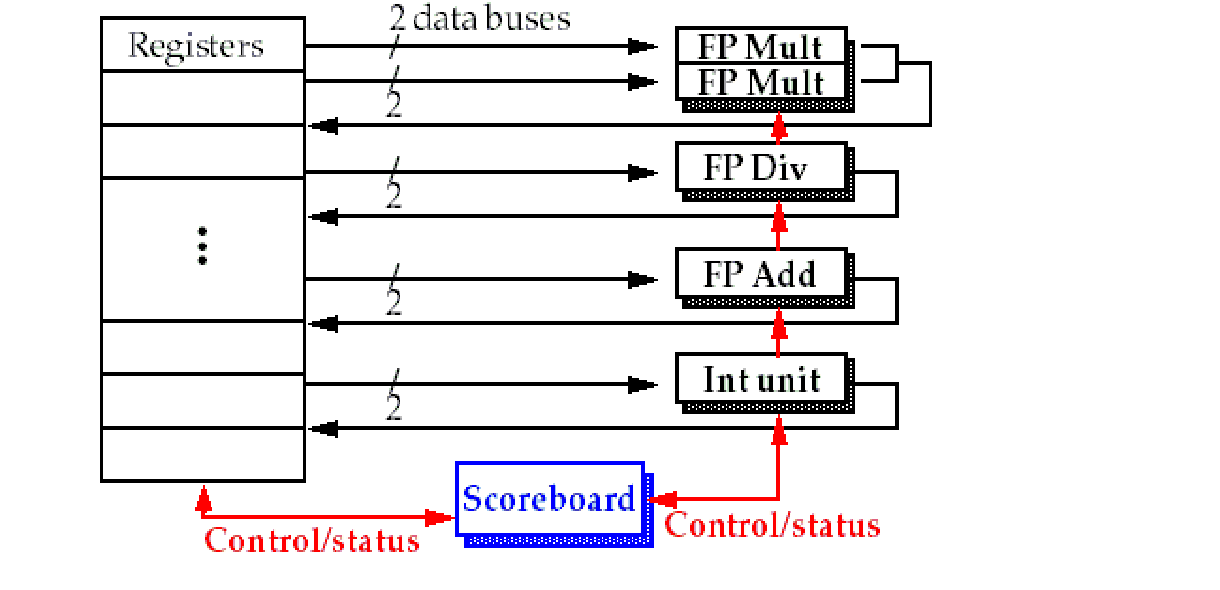 2 data buses
Registers
FP Mult
FP Mult
2
FP Div
2
FP Add
2
Int unit
2
Scoreboard
Control/status
Control/status